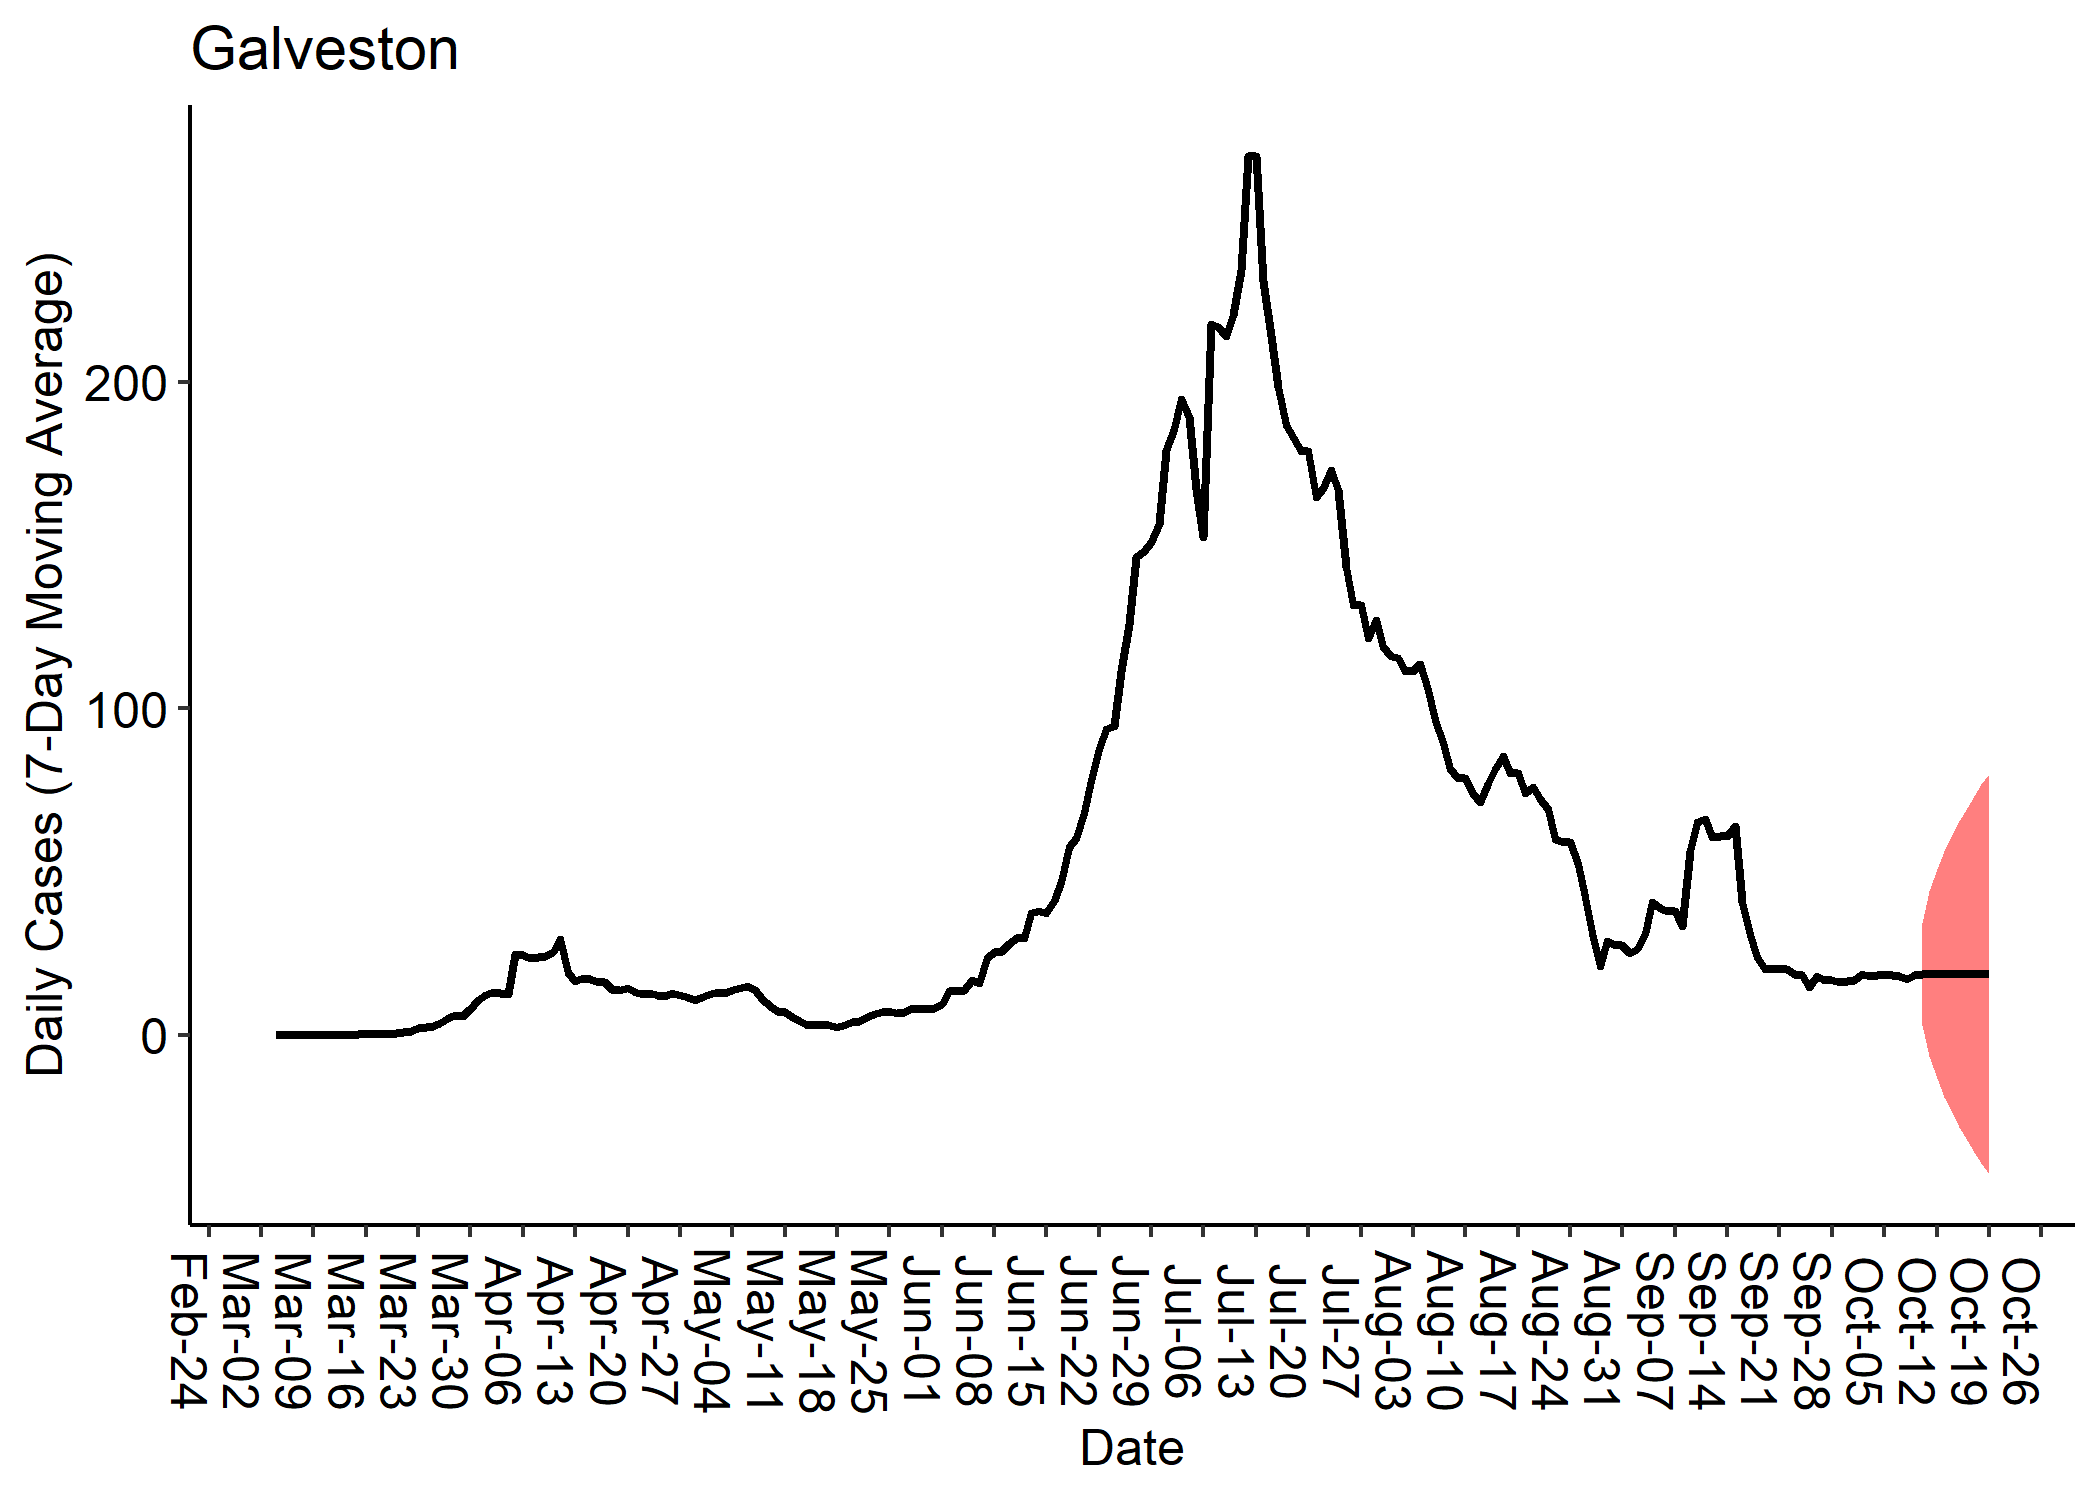 Galveston
Daily Cases (7-Day Moving Average)
200
100
0
Feb-24
Mar-02
Mar-09
Mar-16
Mar-23
Mar-30
Apr-06
Apr-13
Apr-20
Apr-27
May-04
May-11
May-18
May-25
Jun-01
Jun-08
Jun-15
Jun-22
Jun-29
Jul-06
Jul-13
Jul-20
Jul-27
Aug-03
Aug-10
Aug-17
Aug-24
Aug-31
Sep-07
Sep-14
Sep-21
Sep-28
Oct-05
Oct-12
Oct-19
Oct-26
Date